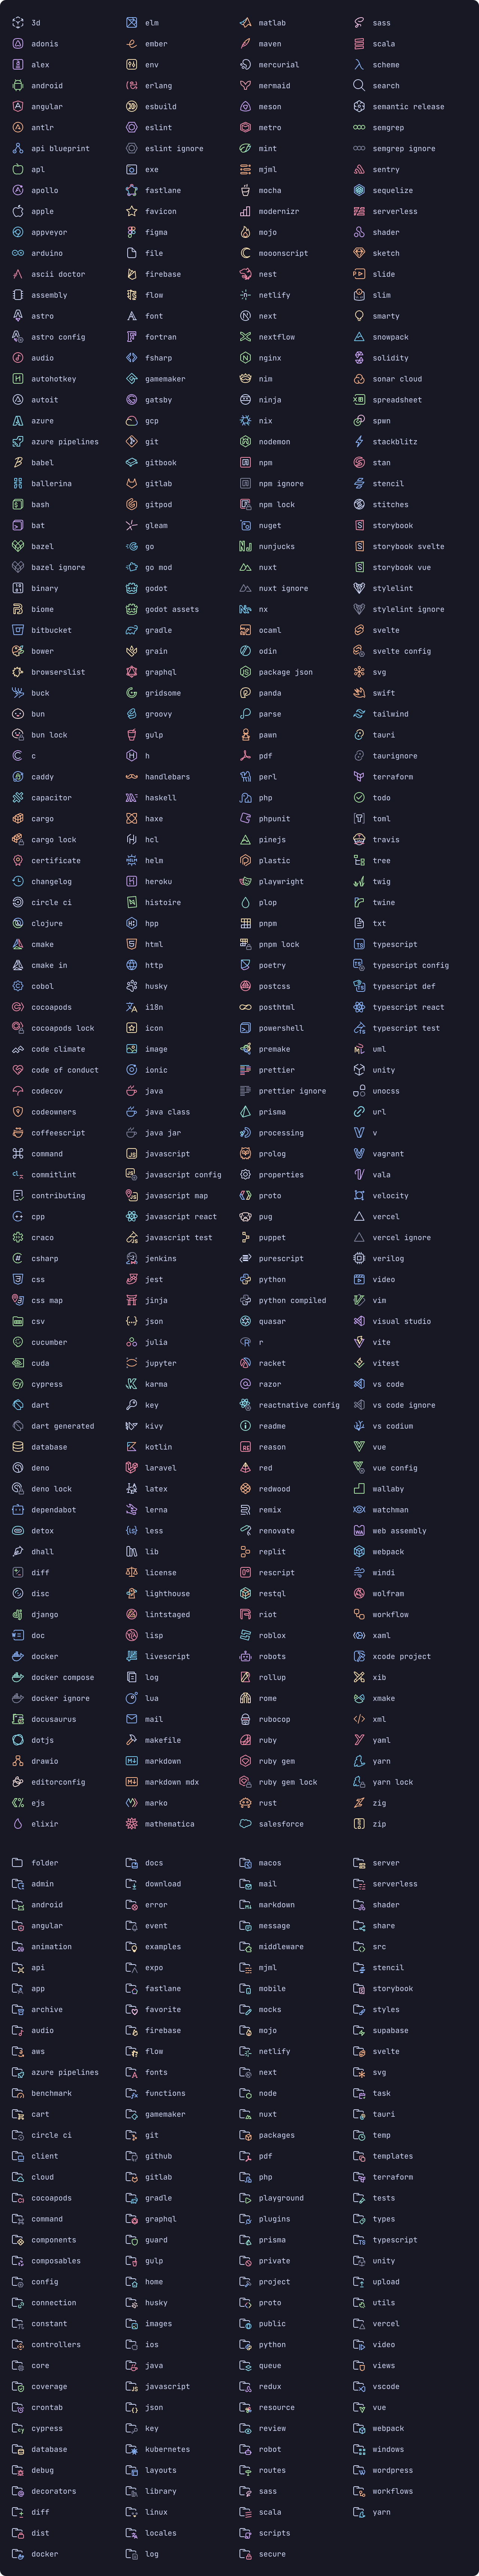 3d
adonis
alex
android
angular
antlr
api blueprint
apl
apollo
apple
appveyor
arduino
ascii doctor
assembly
astro
astro config
audio
autohotkey
autoit
azure
azure pipelines
babel
ballerina
bash
bat
bazel
bazel ignore
binary
biome
bitbucket
bower
browserslist
buck
bun
bun lock
c
caddy
capacitor
cargo
cargo lock
certificate
changelog
circle ci
clojure
cmake
cmake in
cobol
cocoapods
cocoapods lock
code climate
code of conduct
codecov
codeowners
coffeescript
command
commitlint
contributing
cpp
craco
csharp
css
css map
csv
cucumber
cuda
cypress
dart
dart generated
database
deno
deno lock
dependabot
detox
dhall
diff
disc
django
doc
docker
docker compose
docker ignore
docusaurus
dotjs
drawio
editorconfig
ejs
elixir
elm
ember
env
erlang
esbuild
eslint
eslint ignore
exe
fastlane
favicon
figma
file
firebase
flow
font
fortran
fsharp
gamemaker
gatsby
gcp
git
gitbook
gitlab
gitpod
gleam
go
go mod
godot
godot assets
gradle
grain
graphql
gridsome
groovy
gulp
h
handlebars
haskell
haxe
hcl
helm
heroku
histoire
hpp
html
http
husky
i18n
icon
image
ionic
java
java class
java jar
javascript
javascript config
javascript map
javascript react
javascript test
jenkins
jest
jinja
json
julia
jupyter
karma
key
kivy
kotlin
laravel
latex
lerna
less
lib
license
lighthouse
lintstaged
lisp
livescript
log
lua
mail
makefile
markdown
markdown mdx
marko
mathematica
matlab
maven
mercurial
mermaid
meson
metro
mint
mjml
mocha
modernizr
mojo
mooonscript
nest
netlify
next
nextflow
nginx
nim
ninja
nix
nodemon
npm
npm ignore
npm lock
nuget
nunjucks
nuxt
nuxt ignore
nx
ocaml
odin
package json
panda
parse
pawn
pdf
perl
php
phpunit
pinejs
plastic
playwright
plop
pnpm
pnpm lock
poetry
postcss
posthtml
powershell
premake
prettier
prettier ignore
prisma
processing
prolog
properties
proto
pug
puppet
purescript
python
python compiled
quasar
r
racket
razor
reactnative config
readme
reason
red
redwood
remix
renovate
replit
rescript
restql
riot
roblox
robots
rollup
rome
rubocop
ruby
ruby gem
ruby gem lock
rust
salesforce
sass
scala
scheme
search
semantic release
semgrep
semgrep ignore
sentry
sequelize
serverless
shader
sketch
slide
slim
smarty
snowpack
solidity
sonar cloud
spreadsheet
spwn
stackblitz
stan
stencil
stitches
storybook
storybook svelte
storybook vue
stylelint
stylelint ignore
svelte
svelte config
svg
swift
tailwind
tauri
taurignore
terraform
todo
toml
travis
tree
twig
twine
txt
typescript
typescript config
typescript def
typescript react
typescript test
uml
unity
unocss
url
v
vagrant
vala
velocity
vercel
vercel ignore
verilog
video
vim
visual studio
vite
vitest
vs code
vs code ignore
vs codium
vue
vue config
wallaby
watchman
web assembly
webpack
windi
wolfram
workflow
xaml
xcode project
xib
xmake
xml
yaml
yarn
yarn lock
zig
zip
folder
admin
android
angular
animation
api
app
archive
audio
aws
azure pipelines
benchmark
cart
circle ci
client
cloud
cocoapods
command
components
composables
config
connection
constant
controllers
core
coverage
crontab
cypress
database
debug
decorators
diff
dist
docker
docs
download
error
event
examples
expo
fastlane
favorite
firebase
flow
fonts
functions
gamemaker
git
github
gitlab
gradle
graphql
guard
gulp
home
husky
images
ios
java
javascript
json
key
kubernetes
layouts
library
linux
locales
log
macos
mail
markdown
message
middleware
mjml
mobile
mocks
mojo
netlify
next
node
nuxt
packages
pdf
php
playground
plugins
prisma
private
project
proto
public
python
queue
redux
resource
review
robot
routes
sass
scala
scripts
secure
server
serverless
shader
share
src
stencil
storybook
styles
supabase
svelte
svg
task
tauri
temp
templates
terraform
tests
types
typescript
unity
upload
utils
vercel
video
views
vscode
vue
webpack
windows
wordpress
workflows
yarn